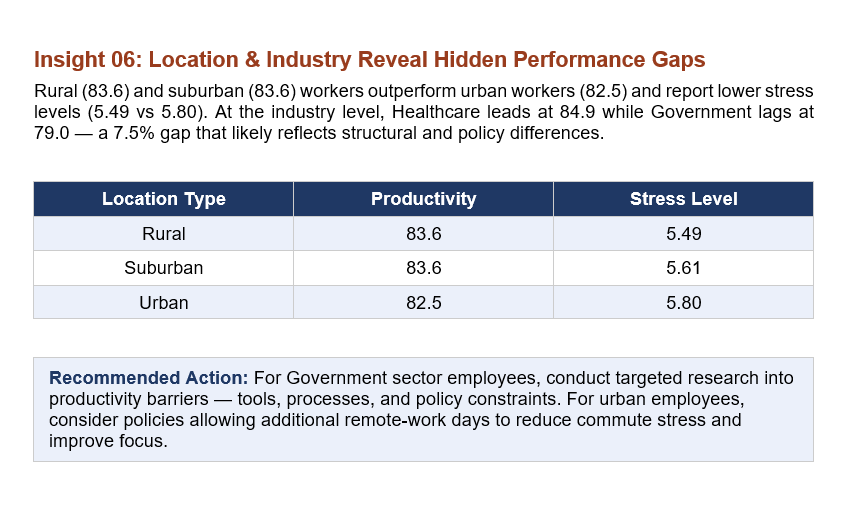 Insight 06: Location & Industry Reveal Hidden Performance Gaps
Rural (83.6) and suburban (83.6) workers outperform urban workers (82.5) and report lower stress
levels (5.49 vs 5.80). At the industry level, Healthcare leads at 84.9 while Government lags at
79.0 — a 7.5% gap that likely reflects structural and policy differences.
Location Type Productivity Stress Level
Rural 83.6 5.49
Suburban 83.6 5.61
Urban 82.5 5.80
Recommended Action: For Government sector employees, conduct targeted research into
productivity barriers — tools, processes, and policy constraints. For urban employees,
consider policies allowing additional remote-work days to reduce commute stress and
improve focus.